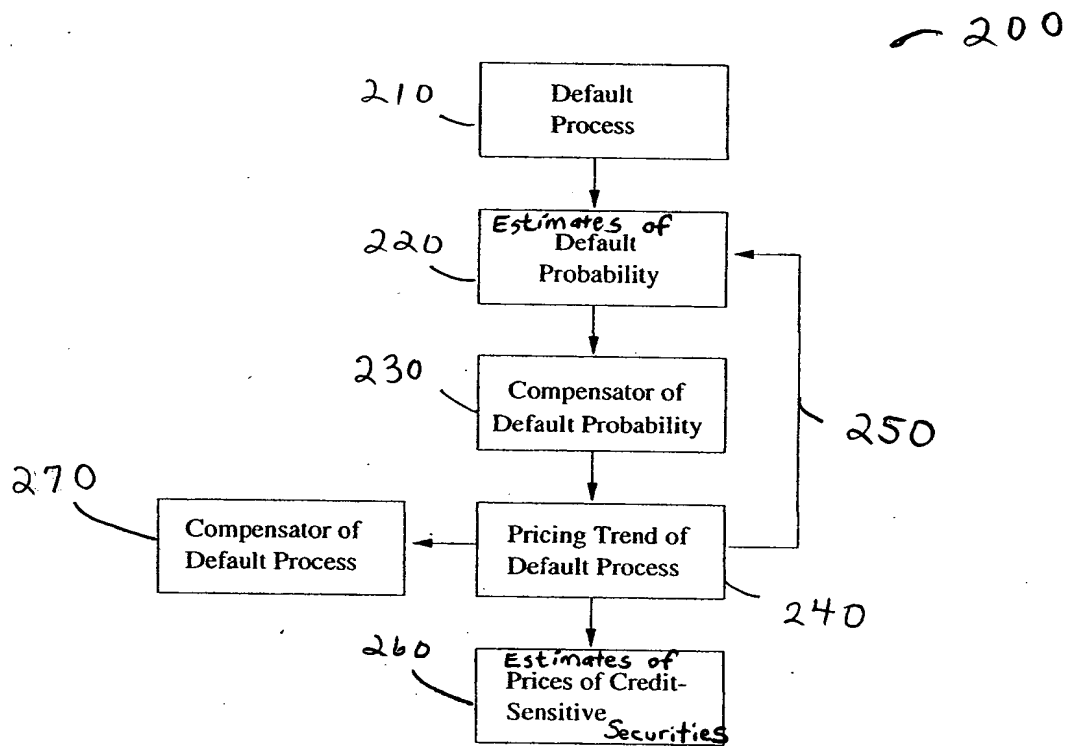 200
210
Default
Process
Estimates of
220
Default
Probability
230
Compensator of
Default Probability
250
270
Compensator of
Default Process
Pricing Trend of
Default Process
240
260
Estimates of
Prices of Credit-
Sensitive Securities